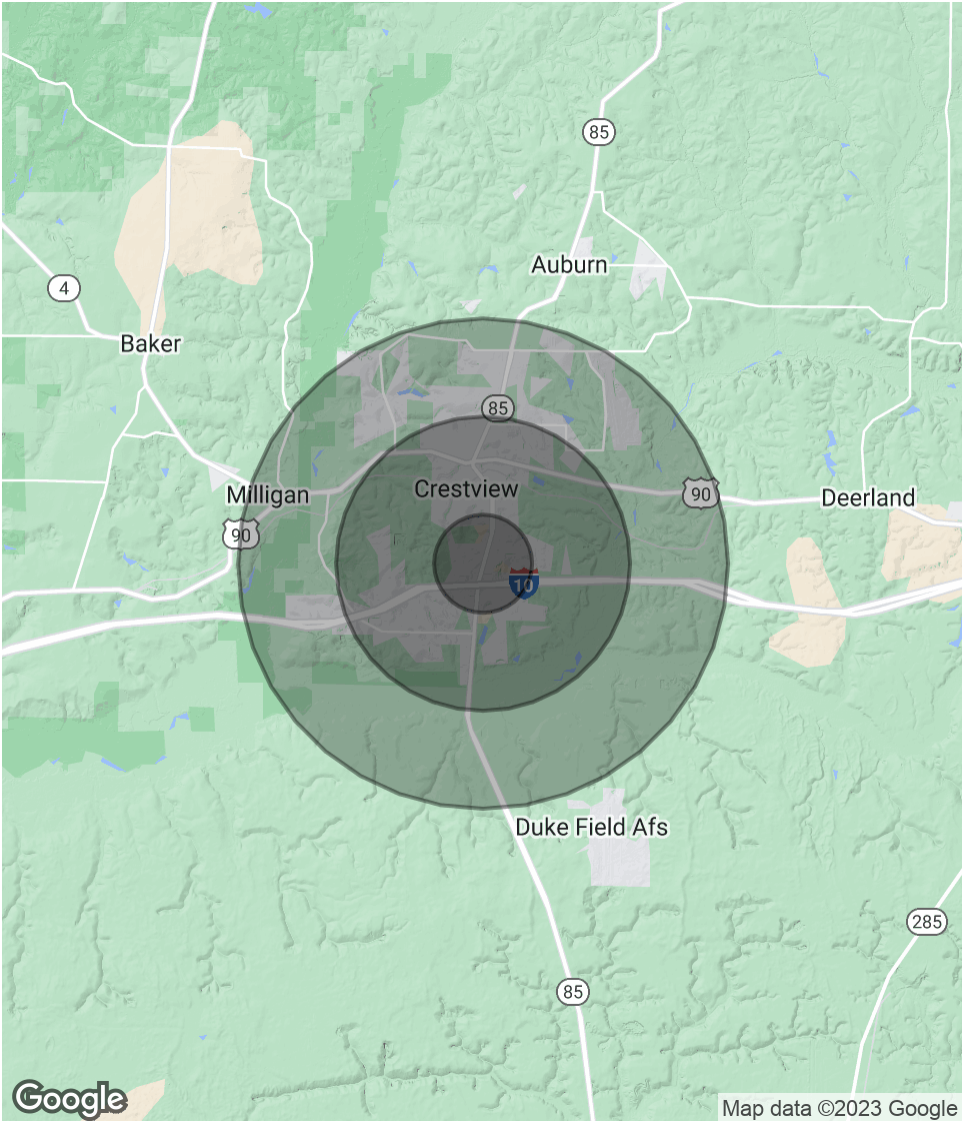 85
Auburn
4
Baker
85
Crestview
Milligan
90
Deerland
90
10
Duke Field Afs
285
85
Google
Map data ©2023 Google